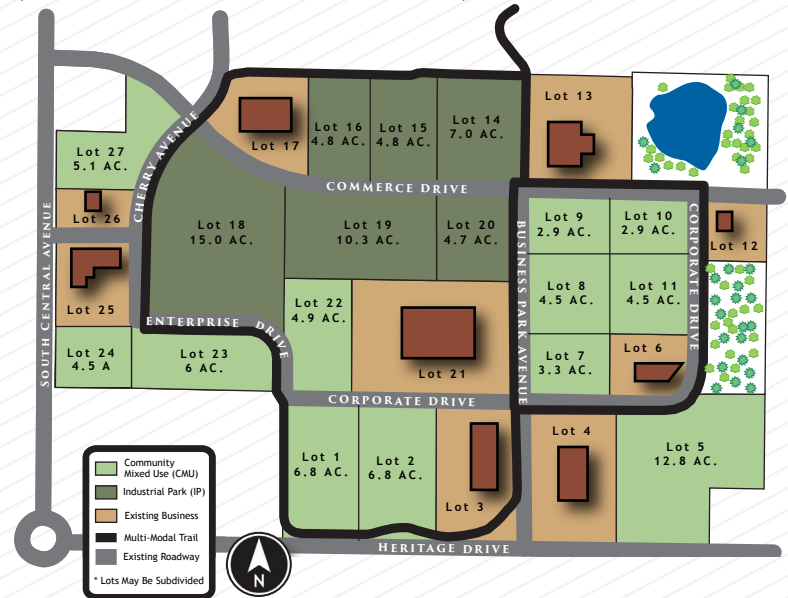 Lot 13
Lot 14
7.0 AC.
Lot 16
4.8 AC.
Lot 15
4.8 AC.
Lot 17
Lot 27
5.1 AC.
CHERRY AVENUE
COMMERCE DRIVE
Lot 26
Lot 18
15.0 AC.
Lot 19
10.3 AC.
Lot 20
4.7 AC.
Lot 9
2.9 AC.
Lot 10
2.9 AC.
Lot 12
SOUTH CENTRAL AVENUE
BUSINESS PARK AVENUE
CORPORATE DRIVE
Lot 25
Lot 8
4.5 AC.
Lot 11
4.5 AC.
Lot 22
4.9 AC.
ENTERPRISE DRIVE
Lot 24
4.5 A
Lot 23
6 AC.
Lot 21
Lot 7
3.3 AC.
Lot 6
CORPORATE DRIVE
Lot 1
6.8 AC.
Lot 2
6.8 AC.
Lot 3
Lot 4
Lot 5
12.8 AC.
HERITAGE DRIVE
Community
Mixed Use (CMU)
Industrial Park (IP)
Existing Business
Multi-Modal Trail
Existing Roadway
* Lots May Be Subdivided
N